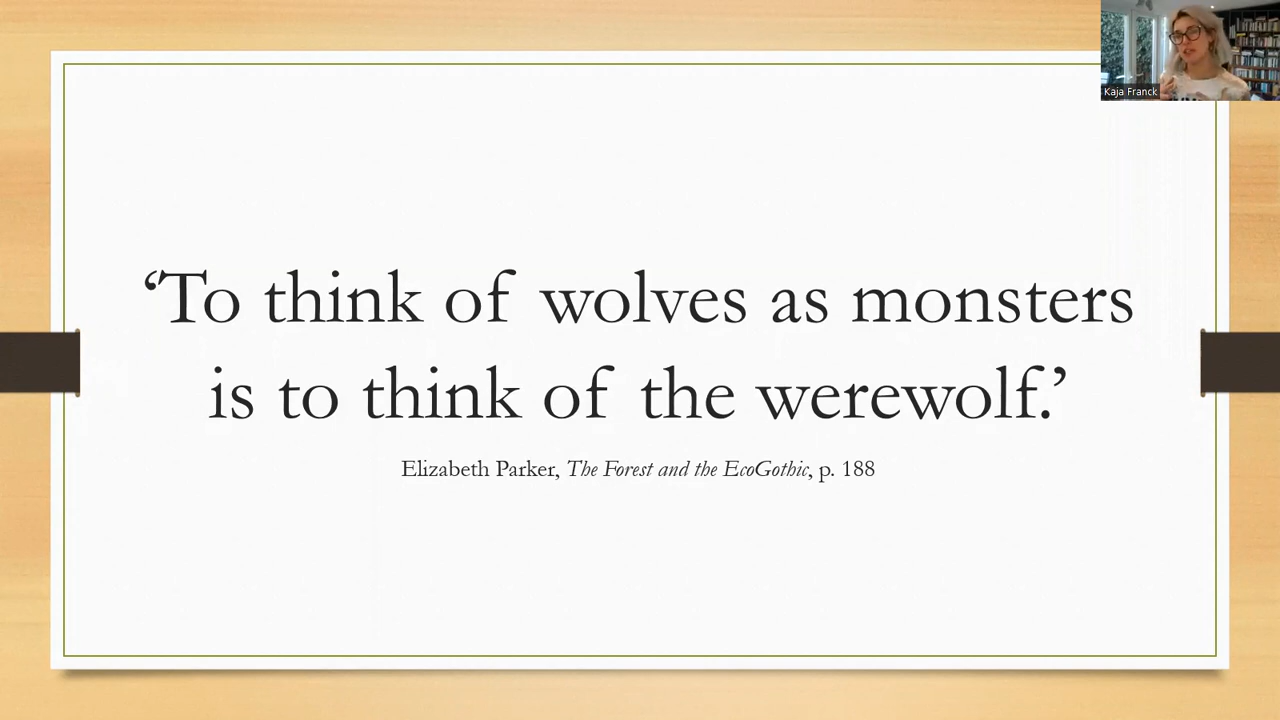 Kaja Franck
‘To think of wolves as monsters
is to think of the werewolf.’
Elizabeth Parker, The Forest and the EcoGothic, p. 188